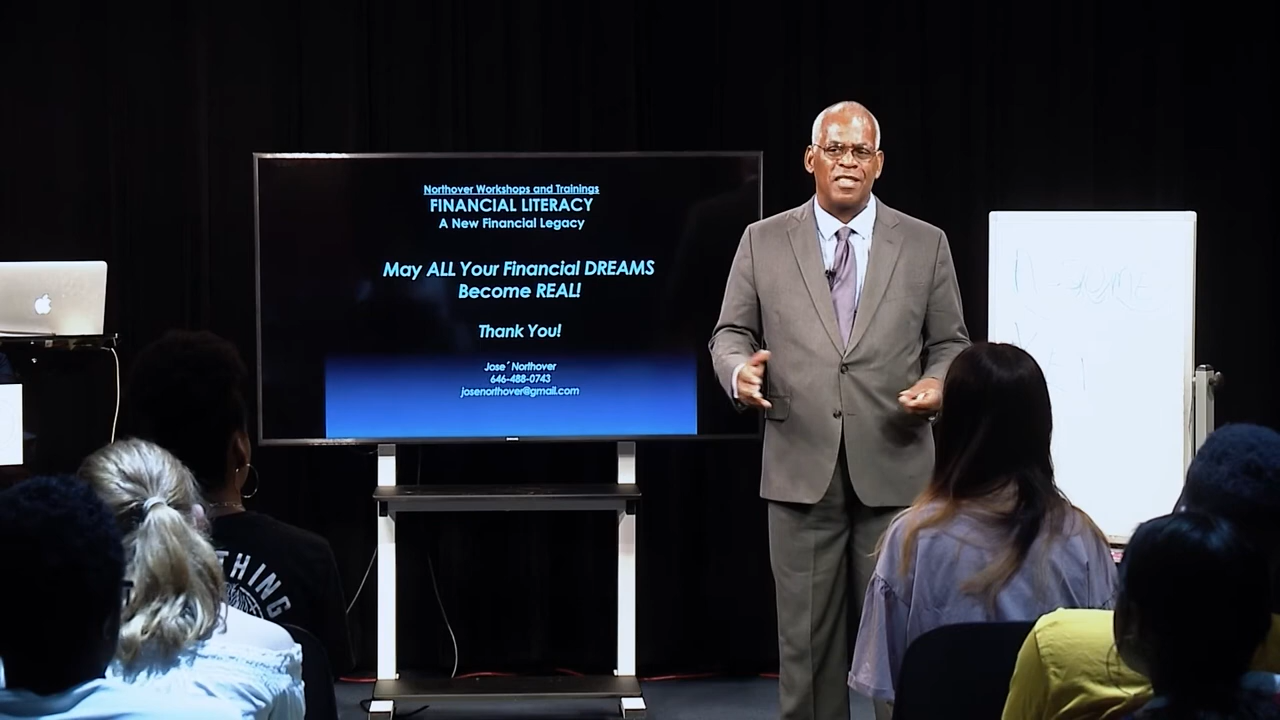 Northover Workshops and Trainings
FINANCIAL LITERACY
A New Financial Legacy
May ALL Your Financial DREAMS
Become REAL!
Thank You!
Jose´ Northover
646-488-0743
josenorthover@gmail.com
THING